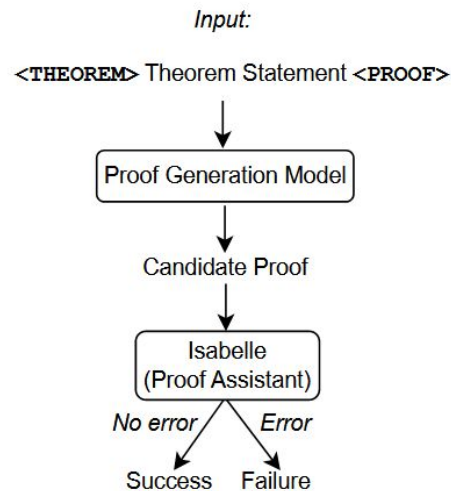 Input:
<THEOREM> Theorem Statement <PROOF>
Proof Generation Model
Candidate Proof
Isabelle
(Proof Assistant)
No error Error
Success Failure